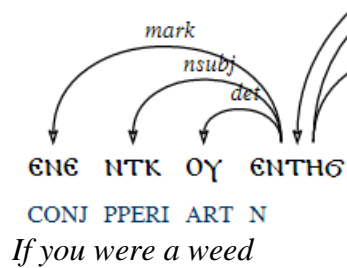 mark
nsubj
det
ⲉⲛⲉ ⲛⲧⲕ ⲟⲩ ⲉⲛⲧⲏϭ
CONJ PPERI ART N
If you were a weed